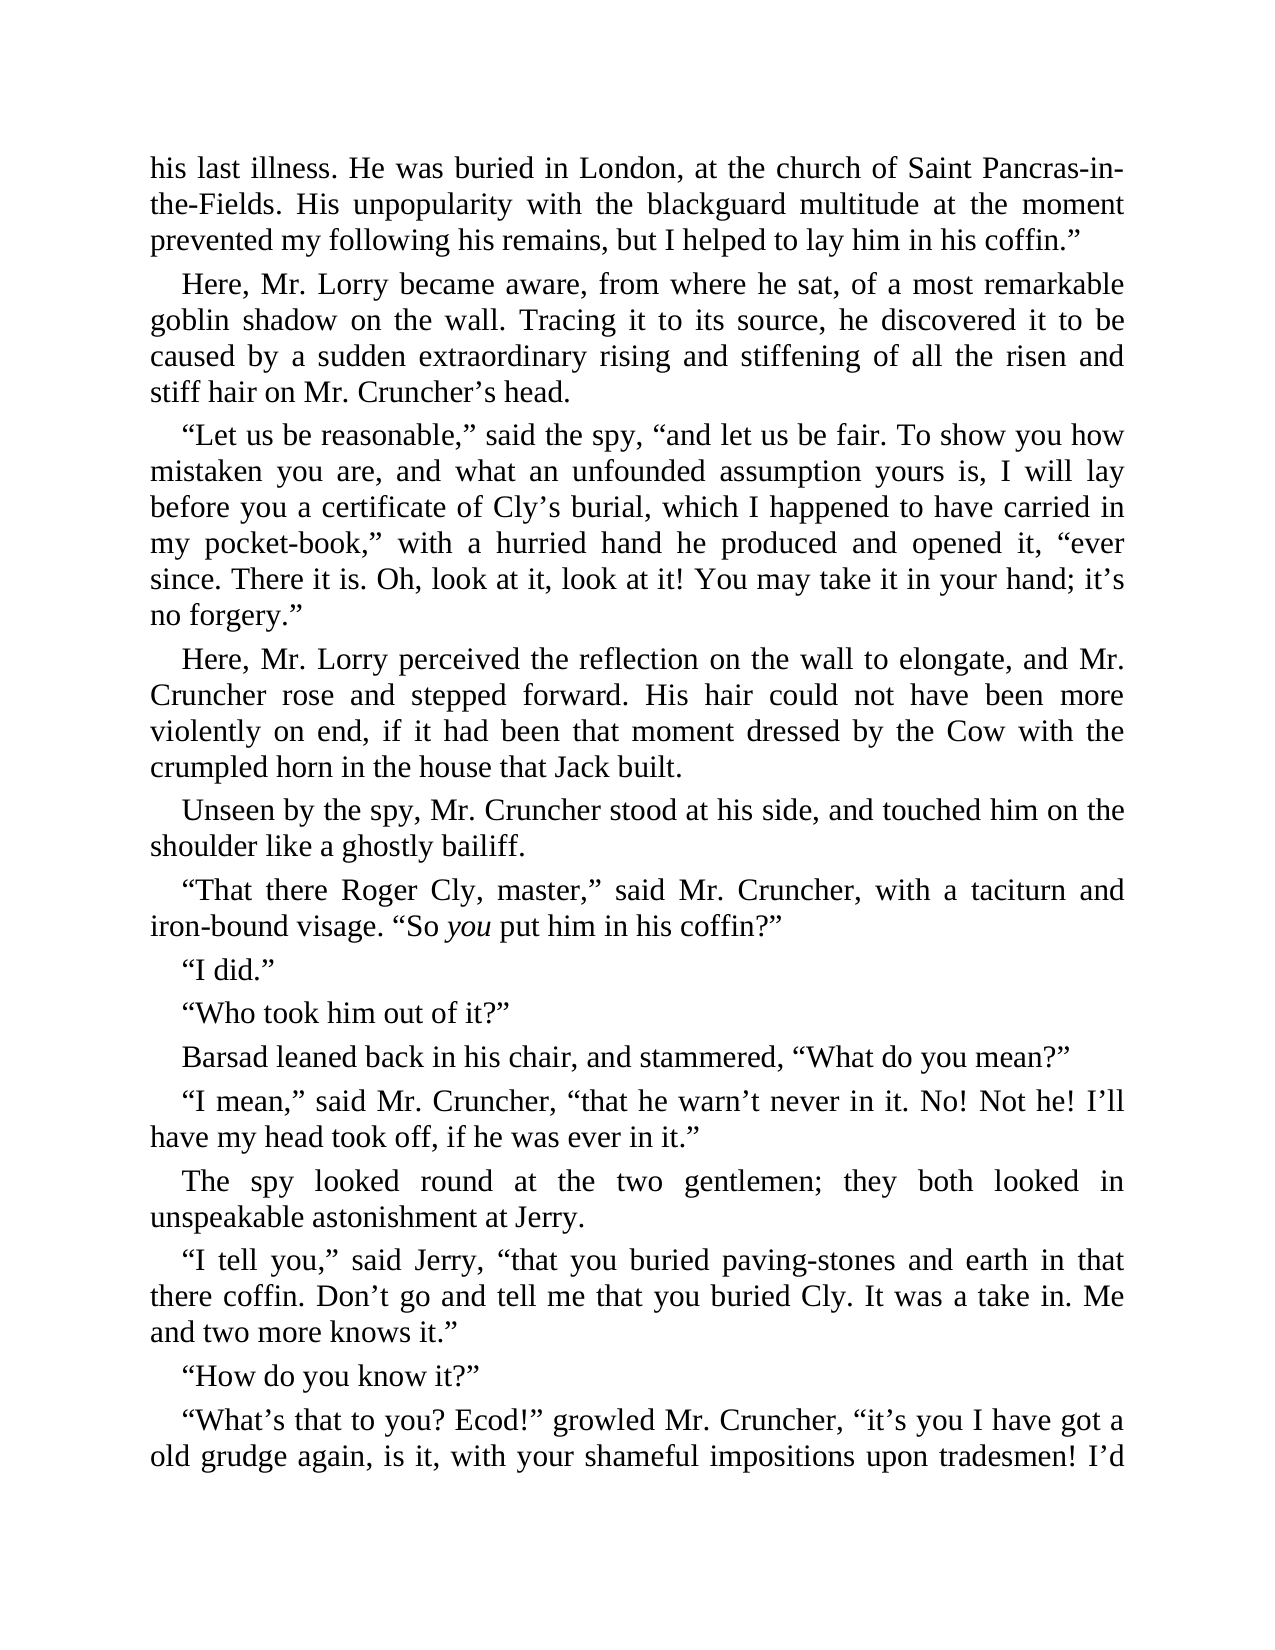 his last illness. He was buried in London, at the church of Saint Pancras-in-
the-Fields. His unpopularity with the blackguard multitude at the moment
prevented my following his remains, but I helped to lay him in his coffin.”
Here, Mr. Lorry became aware, from where he sat, of a most remarkable
goblin shadow on the wall. Tracing it to its source, he discovered it to be
caused by a sudden extraordinary rising and stiffening of all the risen and
stiff hair on Mr. Cruncher’s head.
“Let us be reasonable,” said the spy, “and let us be fair. To show you how
mistaken you are, and what an unfounded assumption yours is, I will lay
before you a certificate of Cly’s burial, which I happened to have carried in
my pocket-book,” with a hurried hand he produced and opened it, “ever
since. There it is. Oh, look at it, look at it! You may take it in your hand; it’s
no forgery.”
Here, Mr. Lorry perceived the reflection on the wall to elongate, and Mr.
Cruncher rose and stepped forward. His hair could not have been more
violently on end, if it had been that moment dressed by the Cow with the
crumpled horn in the house that Jack built.
Unseen by the spy, Mr. Cruncher stood at his side, and touched him on the
shoulder like a ghostly bailiff.
“That there Roger Cly, master,” said Mr. Cruncher, with a taciturn and
iron-bound visage. “So you put him in his coffin?”
“I did.”
“Who took him out of it?”
Barsad leaned back in his chair, and stammered, “What do you mean?”
“I mean,” said Mr. Cruncher, “that he warn’t never in it. No! Not he! I’ll
have my head took off, if he was ever in it.”
The spy looked round at the two gentlemen; they both looked in
unspeakable astonishment at Jerry.
“I tell you,” said Jerry, “that you buried paving-stones and earth in that
there coffin. Don’t go and tell me that you buried Cly. It was a take in. Me
and two more knows it.”
“How do you know it?”
“What’s that to you? Ecod!” growled Mr. Cruncher, “it’s you I have got a
old grudge again, is it, with your shameful impositions upon tradesmen! I’d